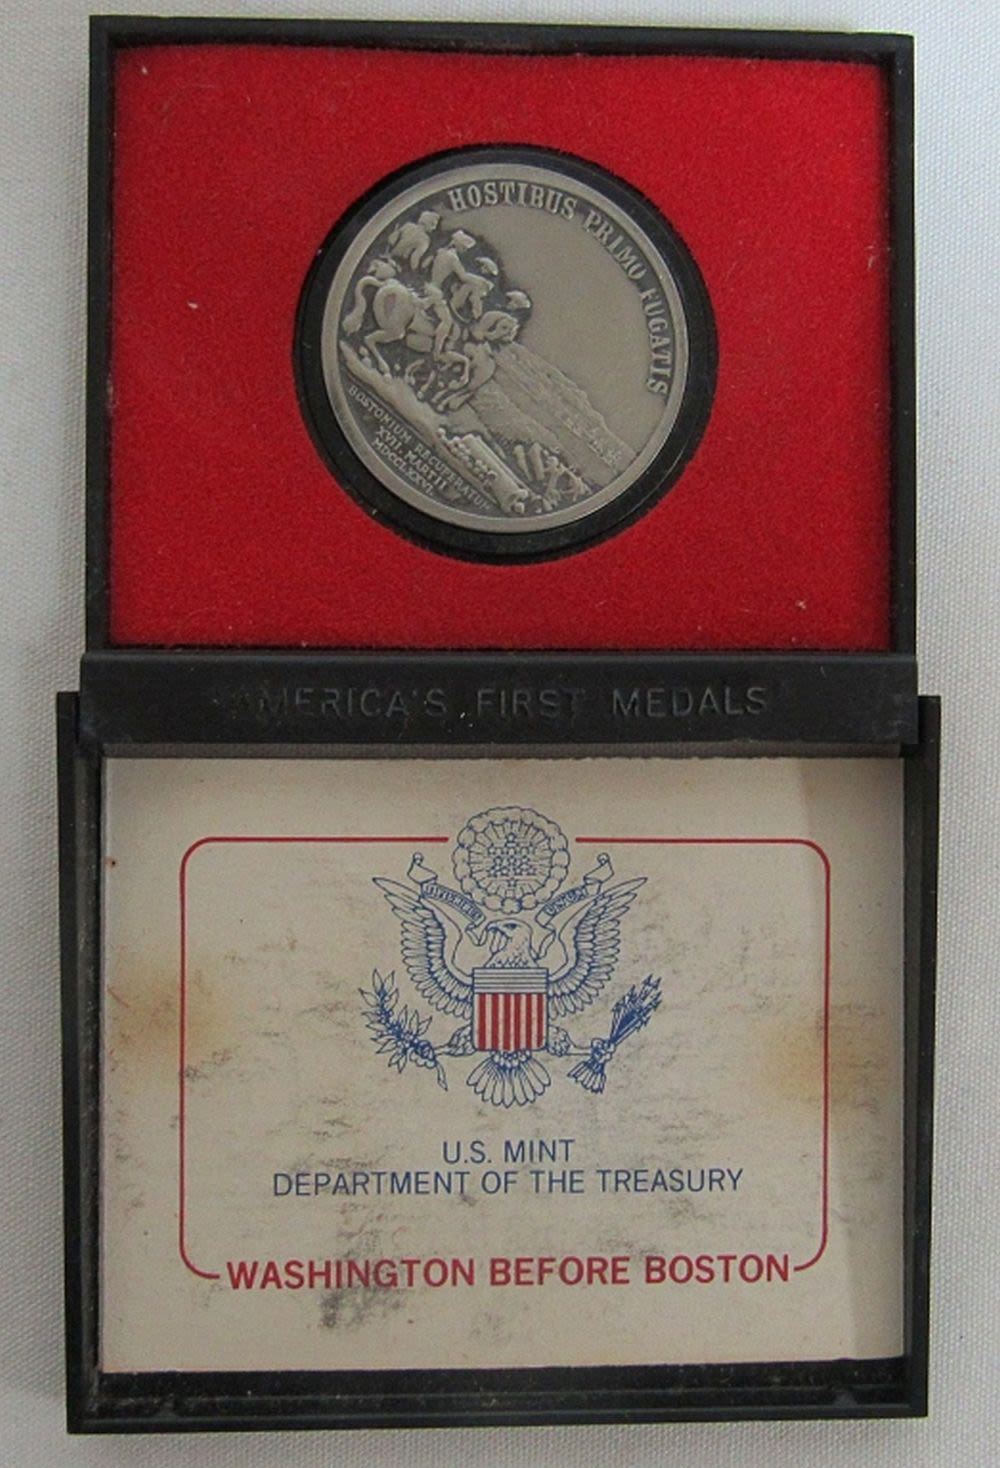 HOSTIBUS PRIMO FUGATIS
BOSTONIUM RECUPERATUM
XVII. MARTII
MDCCLXXVI.
AMERICA'S FIRST MEDALS
U.S. MINT
DEPARTMENT OF THE TREASURY
WASHINGTON BEFORE BOSTON